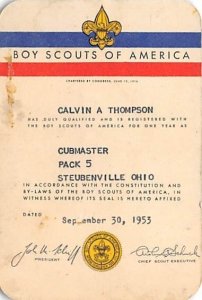 BOY SCOUTS OF AMERICA
CHARTERED BY CONGRESS, JUNE 15, 1916
CALVIN A THOMPSON
HAS DULY QUALIFIED AND IS REGISTERED WITH
THE BOY SCOUTS OF AMERICA FOR ONE YEAR AS
CUBMASTER
PACK 5
STEUBENVILLE OHIO
IN ACCORDANCE WITH THE CONSTITUTION AND
BY-LAWS OF THE BOY SCOUTS OF AMERICA, IN
WITNESS WHEREOF ITS SEAL IS HERETO AFFIXED
DATED
September 30, 1953
PRESIDENT
CHIEF SCOUT EXECUTIVE